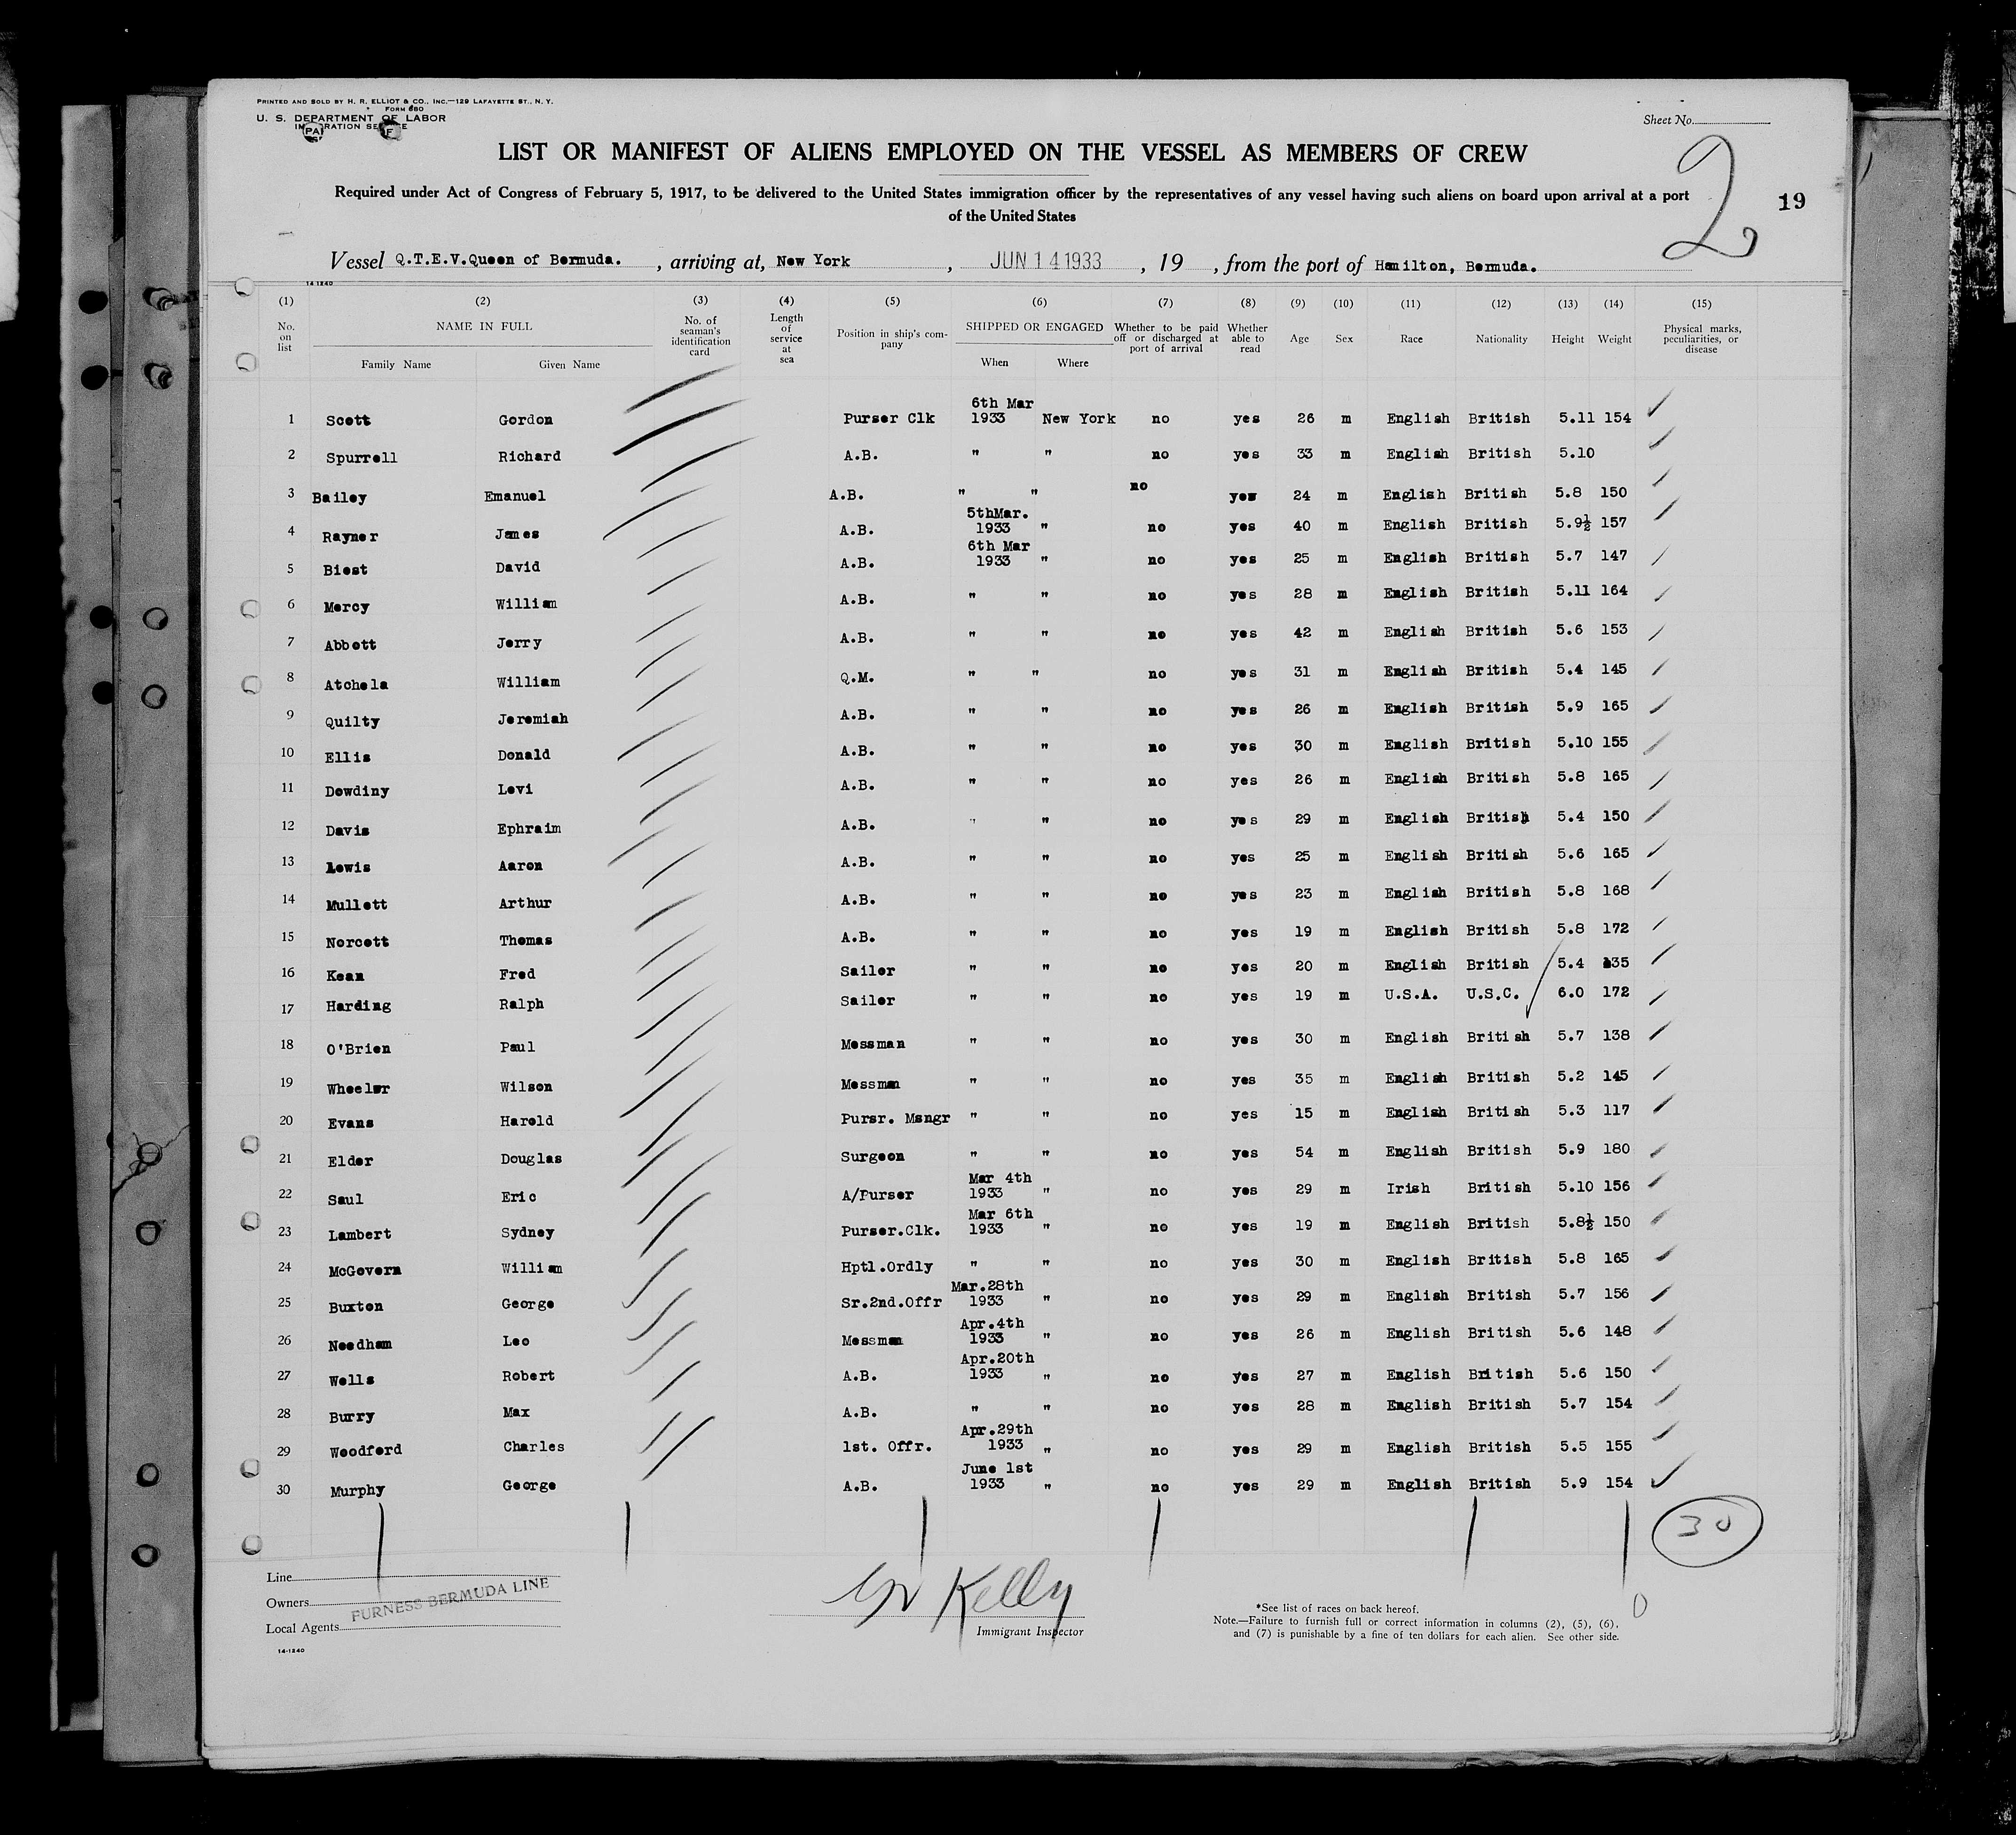 PRINTED AND SOLD BY H. R. ELLIOT & CO., INC.—129 LAFAYETTE ST., N. Y.
FORM 680
U. S. DEPARTMENT OF LABOR
Sheet No.
LIST OR MANIFEST OF ALIENS EMPLOYED ON THE VESSEL AS MEMBERS OF CREW
2
Required under Act of Congress of February 5, 1917, to be delivered to the United States immigration officer by the representatives of any vessel having such aliens on board upon arrival at a port
of the United States
19
Vessel Q.T.E.V.Queen of Bermuda. , arriving at, New York , JUN 14 1933 , 19 , from the port of Hamilton, Bermuda.
14 1240
(1) (2) (3) (4) (5) (6) (7) (8) (9) (10) (11) (12) (13) (14) (15)
No. on list NAME IN FULL Family Name Given Name No. of seaman's identification card Length of service at sea Position in ship's company SHIPPED OR ENGAGED When Where Whether to be paid off or discharged at port of arrival Whether able to read Age Sex Race Nationality Height Weight Physical marks, peculiarities, or disease
1 Scott Gordon Purser Clk 6th Mar 1933 New York no yes 26 m English British 5.11 154
2 Spurrell Richard A.B. " " no yes 33 m English British 5.10
3 Bailey Emanuel A.B. " " no yes 24 m English British 5.8 150
4 Rayner James A.B. 5thMar. 1933 " no yes 40 m English British 5.9½ 157
5 Biest David A.B. 6th Mar 1933 " no yes 25 m English British 5.7 147
6 Mercy William A.B. " " no yes 28 m English British 5.11 164
7 Abbott Jerry A.B. " " no yes 42 m English British 5.6 153
8 Atchela William Q.M. " " no yes 31 m English British 5.4 145
9 Quilty Jeremiah A.B. " " no yes 26 m English British 5.9 165
10 Ellis Donald A.B. " " no yes 30 m English British 5.10 155
11 Dowdiny Levi A.B. " " no yes 26 m English British 5.8 165
12 Davis Ephraim A.B. " " no yes 29 m English British 5.4 150
13 Lewis Aaron A.B. " " no yes 25 m English British 5.6 165
14 Mullett Arthur A.B. " " no yes 23 m English British 5.8 168
15 Norcott Thomas A.B. " " no yes 19 m English British 5.8 172
16 Kean Fred Sailor " " no yes 20 m English British 5.4 135
17 Harding Ralph Sailor " " no yes 19 m U.S.A. U.S.C. 6.0 172
18 O'Brien Paul Messman " " no yes 30 m English British 5.7 138
19 Wheeler Wilson Messman " " no yes 35 m English British 5.2 145
20 Evans Harold Pursr. Msngr " " no yes 15 m English British 5.3 117
21 Elder Douglas Surgeon " " no yes 54 m English British 5.9 180
22 Saul Eric A/Purser Mar 4th 1933 " no yes 29 m Irish British 5.10 156
23 Lambert Sydney Purser.Clk. Mar 6th 1933 " no yes 19 m English British 5.8½ 150
24 McGovern William Hptl.Ordly " " no yes 30 m English British 5.8 165
25 Buxton George Sr.2nd.Offr Mar.28th 1933 " no yes 29 m English British 5.7 156
26 Needham Leo Messman Apr.4th 1933 " no yes 26 m English British 5.6 148
27 Wells Robert A.B. Apr.20th 1933 " no yes 27 m English British 5.6 150
28 Burry Max A.B. " " no yes 28 m English British 5.7 154
29 Woodford Charles 1st. Offr. Apr.29th 1933 " no yes 29 m English British 5.5 155
30 Murphy George A.B. June 1st 1933 " no yes 29 m English British 5.9 154
30
Line
Owners FURNESS BERMUDA LINE
Local Agents
14-1240
Kelly
Immigrant Inspector
*See list of races on back hereof.
Note.—Failure to furnish full or correct information in columns (2), (5), (6),
and (7) is punishable by a fine of ten dollars for each alien. See other side.